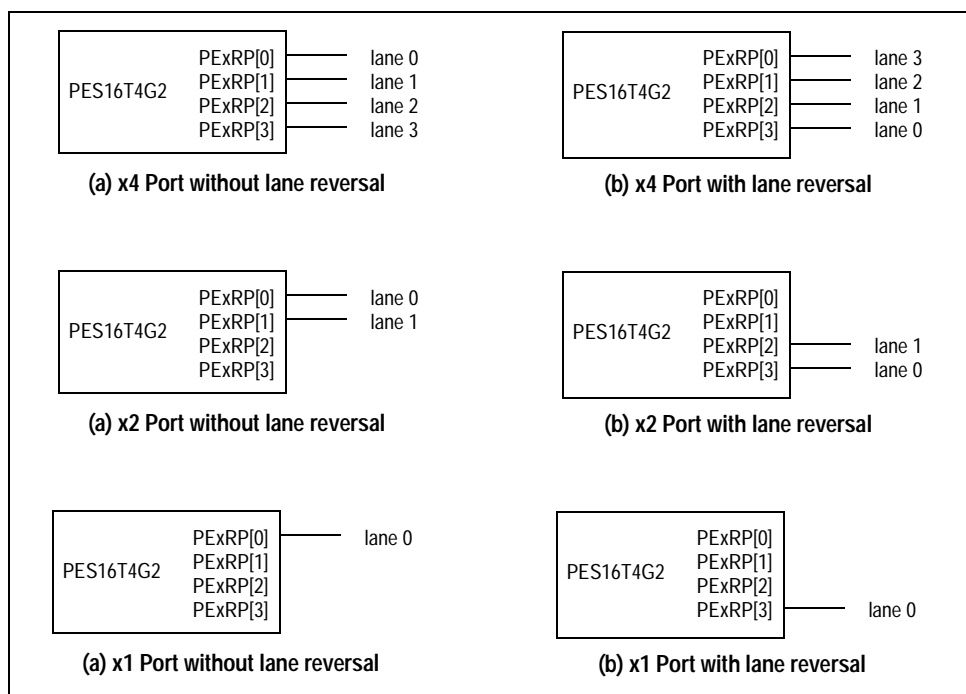 PES16T4G2
PExRP[0] lane 0
PExRP[1] lane 1
PExRP[2] lane 2
PExRP[3] lane 3
(a) x4 Port without lane reversal
PES16T4G2
PExRP[0] lane 3
PExRP[1] lane 2
PExRP[2] lane 1
PExRP[3] lane 0
(b) x4 Port with lane reversal
PES16T4G2
PExRP[0] lane 0
PExRP[1] lane 1
PExRP[2]
PExRP[3]
(a) x2 Port without lane reversal
PES16T4G2
PExRP[0]
PExRP[1]
PExRP[2] lane 1
PExRP[3] lane 0
(b) x2 Port with lane reversal
PES16T4G2
PExRP[0] lane 0
PExRP[1]
PExRP[2]
PExRP[3]
(a) x1 Port without lane reversal
PES16T4G2
PExRP[0]
PExRP[1]
PExRP[2]
PExRP[3] lane 0
(b) x1 Port with lane reversal